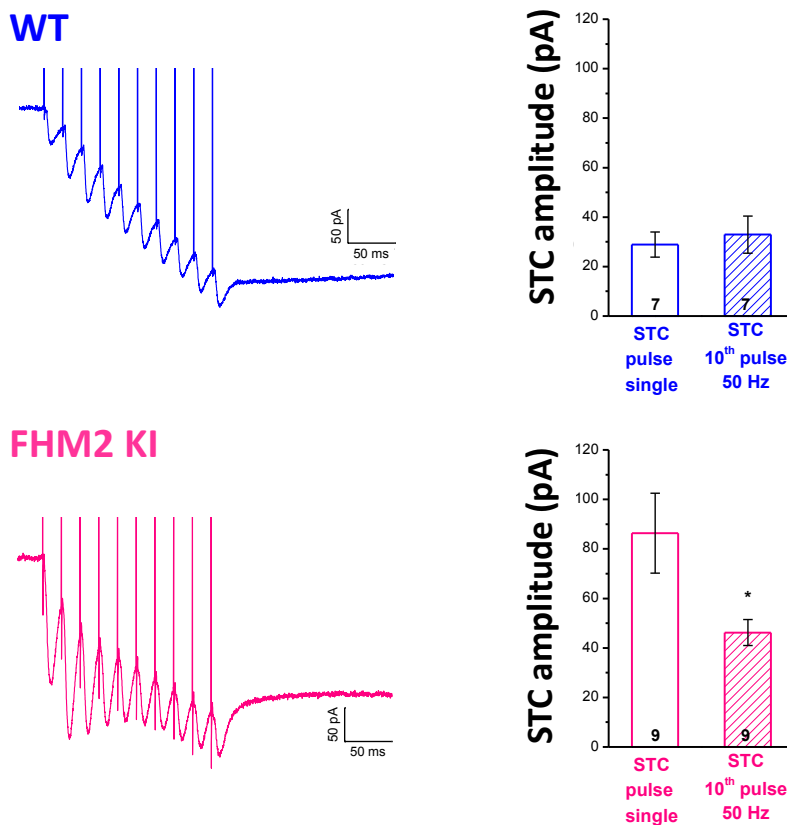 WT
50 pA
50 ms
STC amplitude (pA)
120
100
80
60
40
20
0
7
7
STC
pulse
single
STC
10th pulse
50 Hz
FHM2 KI
50 pA
50 ms
STC amplitude (pA)
120
100
80
60
40
20
0
*
9
9
STC
pulse
single
STC
10th pulse
50 Hz